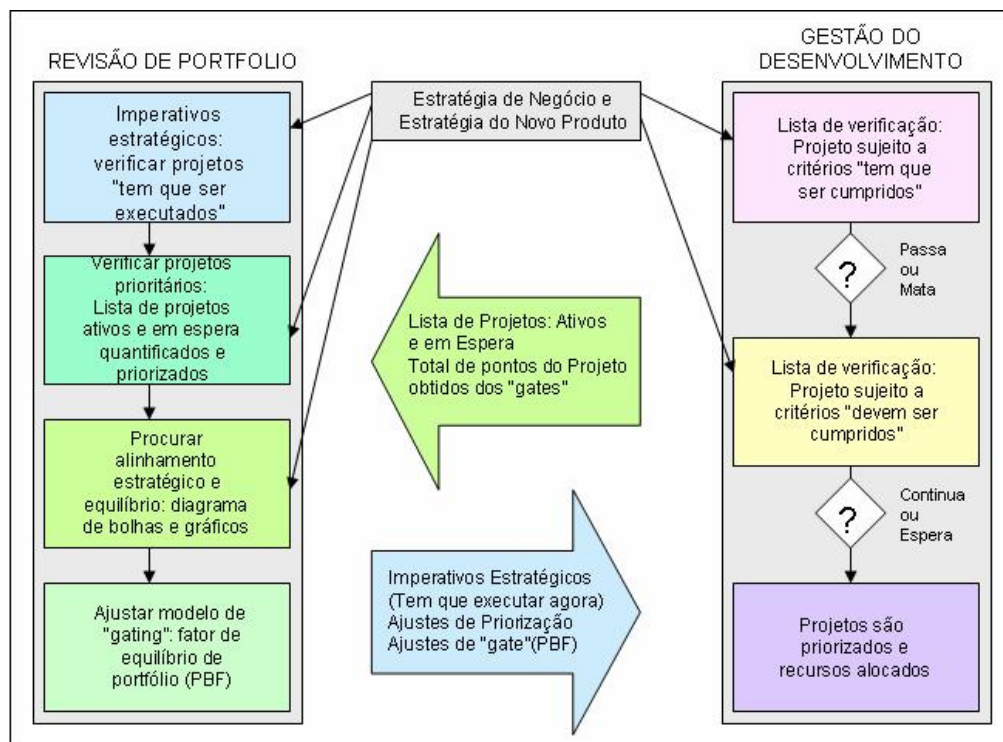 REVISÃO DE PORTFOLIO
Imperativos
estratégicos:
verificar projetos
"tem que ser
executados"
Verificar projetos
prioritários:
Lista de projetos
ativos e em espera
quantificados e
priorizados
Procurar
alinhamento
estratégico e
equilíbrio: diagrama
de bolhas e gráficos
Ajustar modelo de
"gating": fator de
equilíbrio de
portfólio (PBF)
Estratégia de Negócio e
Estratégia do Novo Produto
Lista de Projetos: Ativos
e em Espera
Total de pontos do Projeto
obtidos dos "gates"
Imperativos Estratégicos
(Tem que executar agora)
Ajustes de Priorização
Ajustes de "gate"(PBF)
GESTÃO DO
DESENVOLVIMENTO
Lista de verificação:
Projeto sujeito a
critérios "tem que
ser cumpridos"
?
Passa
ou
Mata
Lista de verificação:
Projeto sujeito a
critérios "devem ser
cumpridos"
?
Continua
ou
Espera
Projetos são
priorizados e
recursos alocados